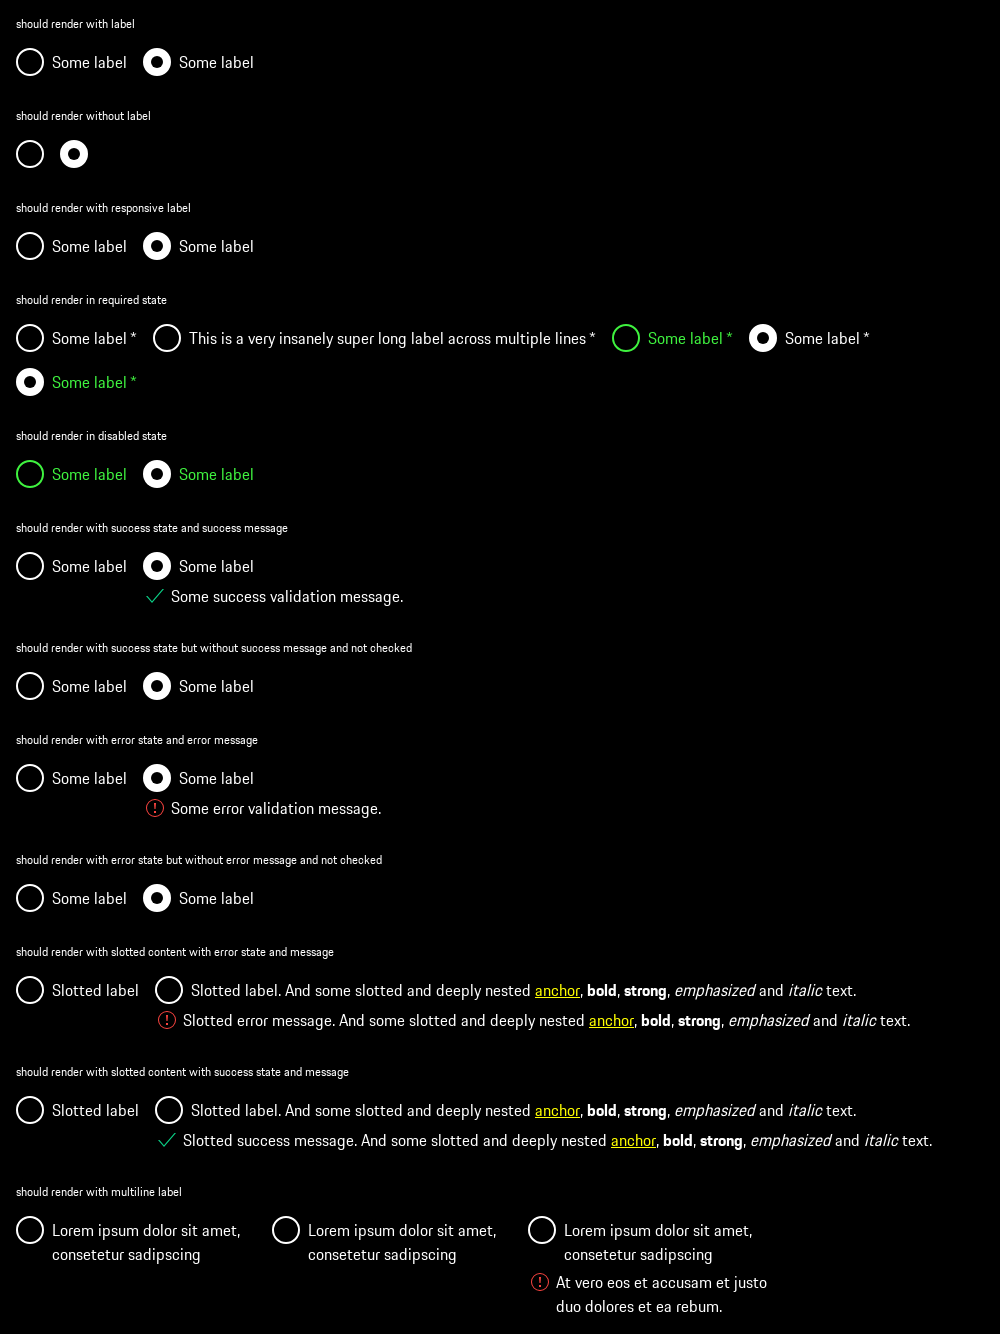 should render with label
Some label Some label
should render without label
should render with responsive label
Some label Some label
should render in required state
Some label * This is a very insanely super long label across multiple lines * Some label * Some label *
Some label *
should render in disabled state
Some label Some label
should render with success state and success message
Some label Some label
Some success validation message.
should render with success state but without success message and not checked
Some label Some label
should render with error state and error message
Some label Some label
Some error validation message.
should render with error state but without error message and not checked
Some label Some label
should render with slotted content with error state and message
Slotted label Slotted label. And some slotted and deeply nested anchor, bold, strong, emphasized and italic text.
Slotted error message. And some slotted and deeply nested anchor, bold, strong, emphasized and italic text.
should render with slotted content with success state and message
Slotted label Slotted label. And some slotted and deeply nested anchor, bold, strong, emphasized and italic text.
Slotted success message. And some slotted and deeply nested anchor, bold, strong, emphasized and italic text.
should render with multiline label
Lorem ipsum dolor sit amet,
consetetur sadipscing
Lorem ipsum dolor sit amet,
consetetur sadipscing
Lorem ipsum dolor sit amet,
consetetur sadipscing
At vero eos et accusam et justo
duo dolores et ea rebum.